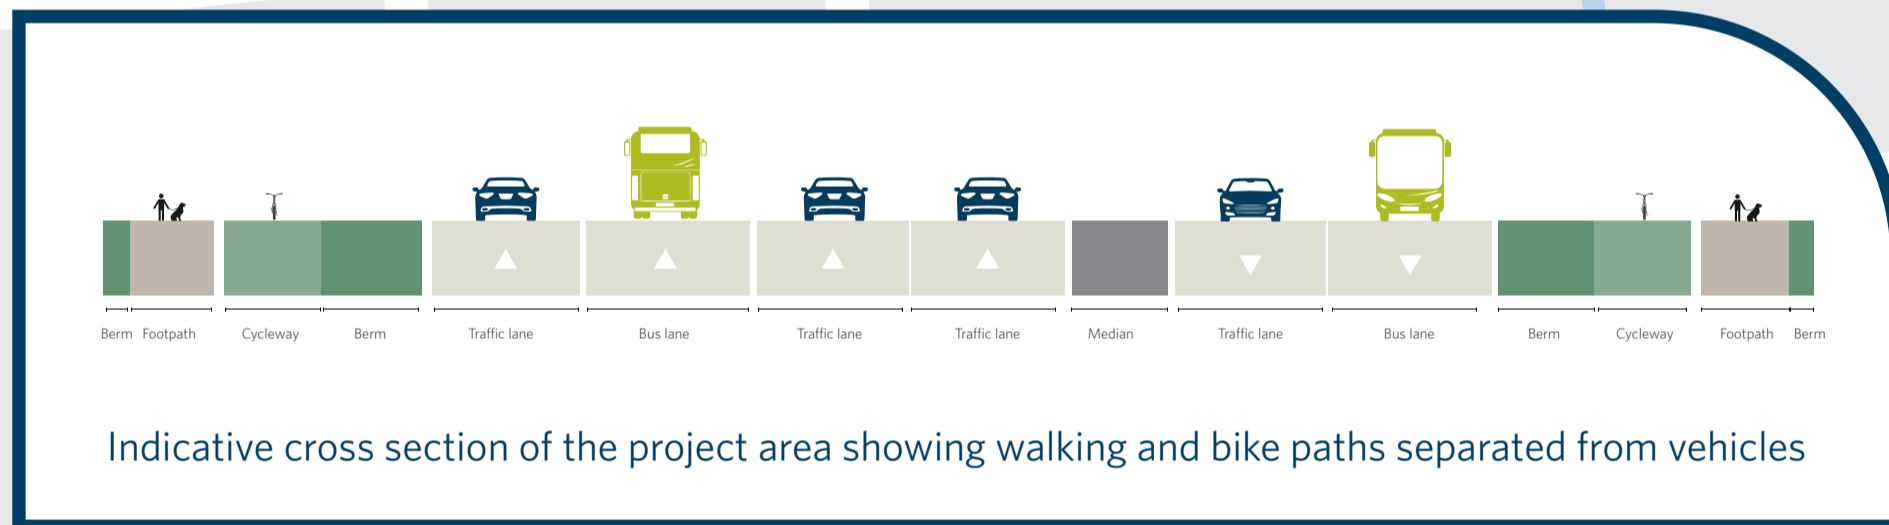 Berm Footpath Cycleway Berm Traffic lane Bus lane Traffic lane Traffic lane Median Traffic lane Bus lane Berm Cycleway Footpath Berm
Indicative cross section of the project area showing walking and bike paths separated from vehicles